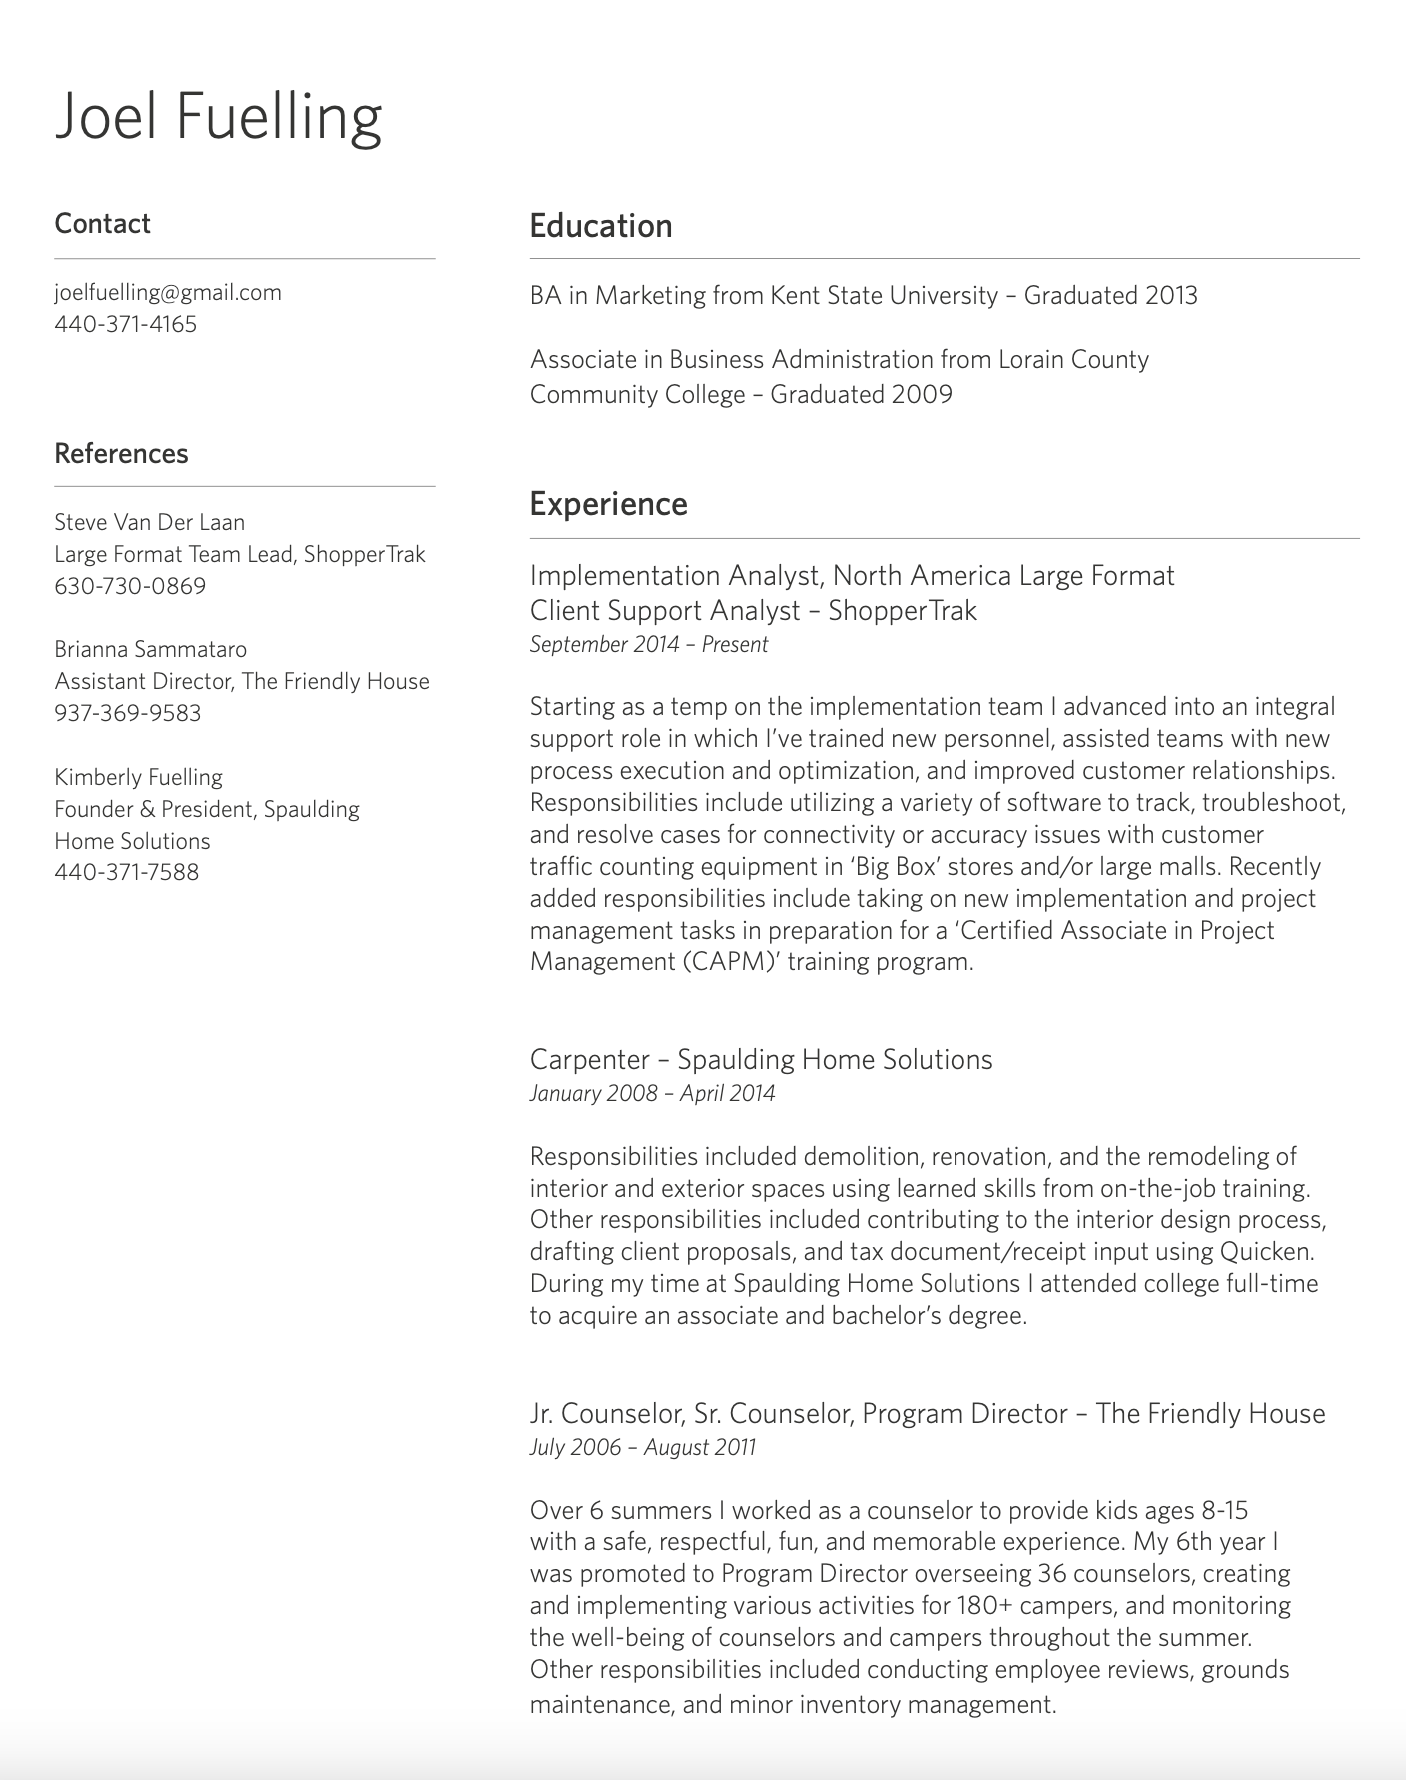 Joel Fuelling
Contact
joelfuelling@gmail.com
440-371-4165
References
Steve Van Der Laan
Large Format Team Lead, ShopperTrak
630-730-0869
Brianna Sammataro
Assistant Director, The Friendly House
937-369-9583
Kimberly Fuelling
Founder & President, Spaulding
Home Solutions
440-371-7588
Education
BA in Marketing from Kent State University – Graduated 2013
Associate in Business Administration from Lorain County
Community College – Graduated 2009
Experience
Implementation Analyst, North America Large Format
Client Support Analyst – ShopperTrak
September 2014 – Present
Starting as a temp on the implementation team I advanced into an integral
support role in which I’ve trained new personnel, assisted teams with new
process execution and optimization, and improved customer relationships.
Responsibilities include utilizing a variety of software to track, troubleshoot,
and resolve cases for connectivity or accuracy issues with customer
traffic counting equipment in ‘Big Box’ stores and/or large malls. Recently
added responsibilities include taking on new implementation and project
management tasks in preparation for a ‘Certified Associate in Project
Management (CAPM)’ training program.
Carpenter – Spaulding Home Solutions
January 2008 – April 2014
Responsibilities included demolition, renovation, and the remodeling of
interior and exterior spaces using learned skills from on-the-job training.
Other responsibilities included contributing to the interior design process,
drafting client proposals, and tax document/receipt input using Quicken.
During my time at Spaulding Home Solutions I attended college full-time
to acquire an associate and bachelor’s degree.
Jr. Counselor, Sr. Counselor, Program Director – The Friendly House
July 2006 – August 2011
Over 6 summers I worked as a counselor to provide kids ages 8-15
with a safe, respectful, fun, and memorable experience. My 6th year I
was promoted to Program Director overseeing 36 counselors, creating
and implementing various activities for 180+ campers, and monitoring
the well-being of counselors and campers throughout the summer.
Other responsibilities included conducting employee reviews, grounds
maintenance, and minor inventory management.